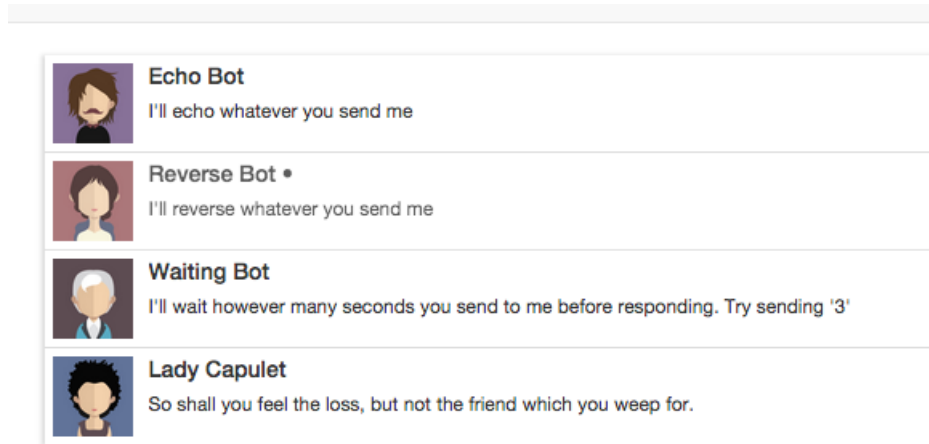 Echo Bot
I'll echo whatever you send me
Reverse Bot •
I'll reverse whatever you send me
Waiting Bot
I'll wait however many seconds you send to me before responding. Try sending '3'
Lady Capulet
So shall you feel the loss, but not the friend which you weep for.